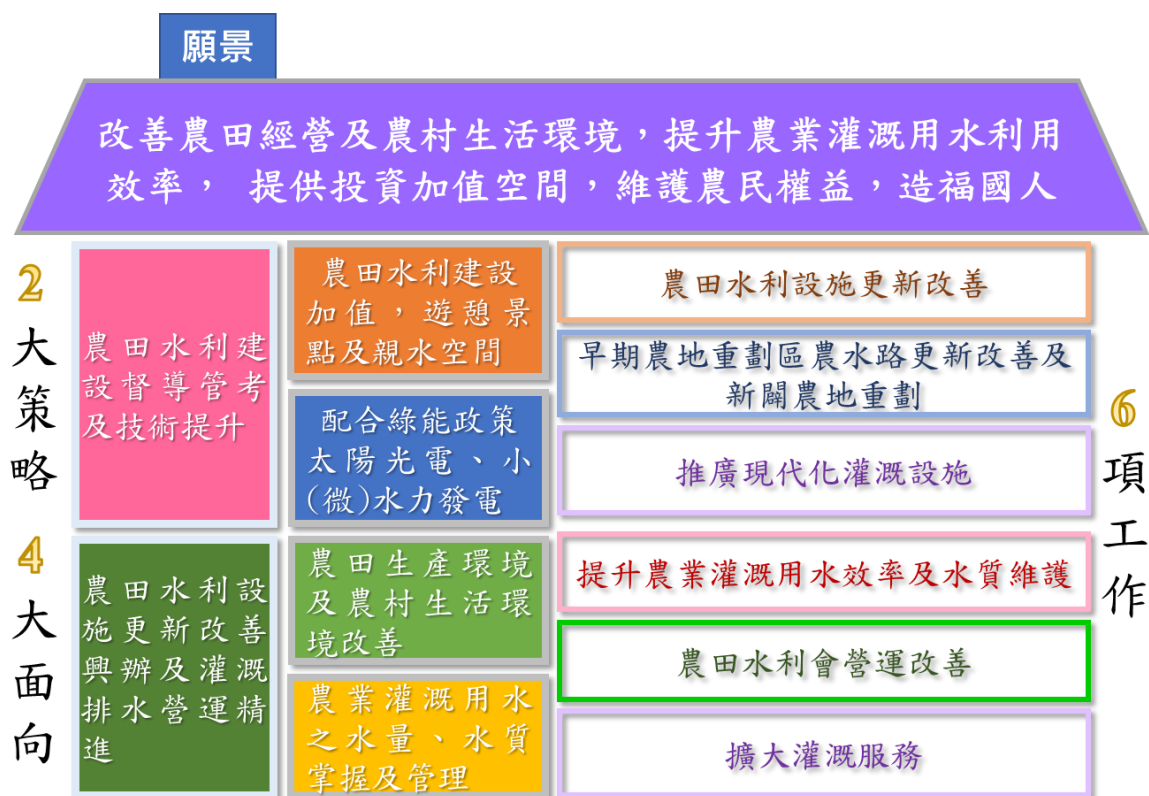 願景
改善農田經營及農村生活環境，提升農業灌溉用水利用
效率， 提供投資加值空間，維護農民權益，造福國人
2
大
策
略
4
大
面
向
農田水利建
設督導管考
及技術提升
農田水利設
施更新改善
興辦及灌溉
排水營運精
進
農田水利建設
加值，遊憩景
點及親水空間
配合綠能政策
太陽光電、小
(微)水力發電
農田生產環境
及農村生活環
境改善
農業灌溉用水
之水量、水質
掌握及管理
農田水利設施更新改善
早期農地重劃區農水路更新改善及
新闢農地重劃
推廣現代化灌溉設施
提升農業灌溉用水效率及水質維護
農田水利會營運改善
擴大灌溉服務
6
項
工
作